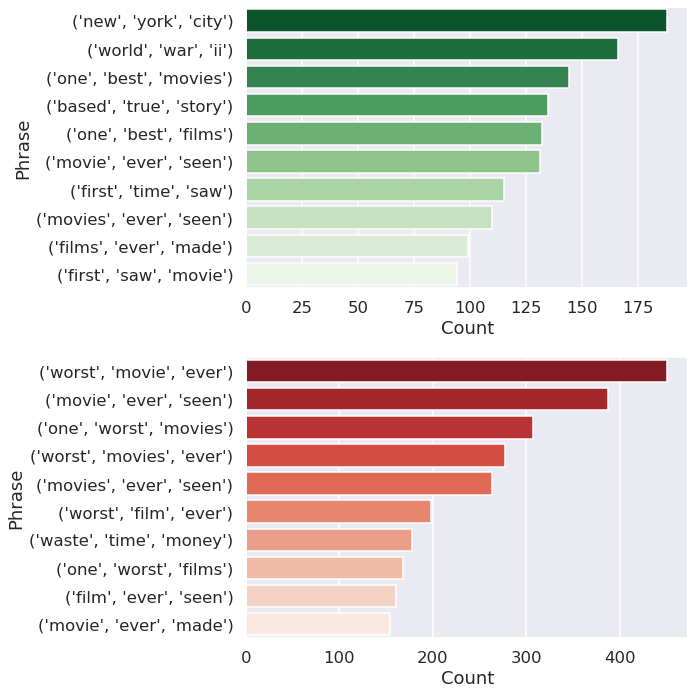 ('new', 'york', 'city')
('world', 'war', 'ii')
('one', 'best', 'movies')
('based', 'true', 'story')
('one', 'best', 'films')
('movie', 'ever', 'seen')
('first', 'time', 'saw')
('movies', 'ever', 'seen')
('films', 'ever', 'made')
('first', 'saw', 'movie')
Phrase
0 25 50 75 100 125 150 175
Count
('worst', 'movie', 'ever')
('movie', 'ever', 'seen')
('one', 'worst', 'movies')
('worst', 'movies', 'ever')
('movies', 'ever', 'seen')
('worst', 'film', 'ever')
('waste', 'time', 'money')
('one', 'worst', 'films')
('film', 'ever', 'seen')
('movie', 'ever', 'made')
Phrase
0 100 200 300 400
Count